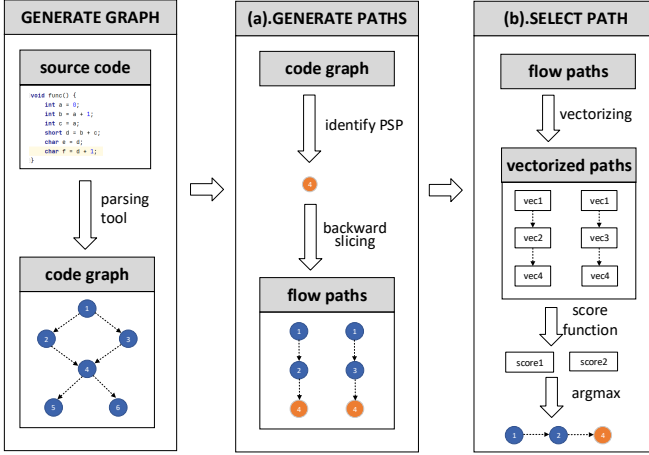 GENERATE GRAPH
source code
void func() {
int a = 0;
int b = a + 1;
int c = a;
short d = b + c;
char e = d;
char f = d + 1;
}
parsing
tool
code graph
1
2
3
4
5
6
(a).GENERATE PATHS
code graph
identify PSP
4
backward
slicing
flow paths
1
1
2
3
4
4
(b).SELECT PATH
flow paths
vectorizing
vectorized paths
vec1
vec1
vec2
vec3
vec4
vec4
score
function
score1
score2
argmax
1
2
4